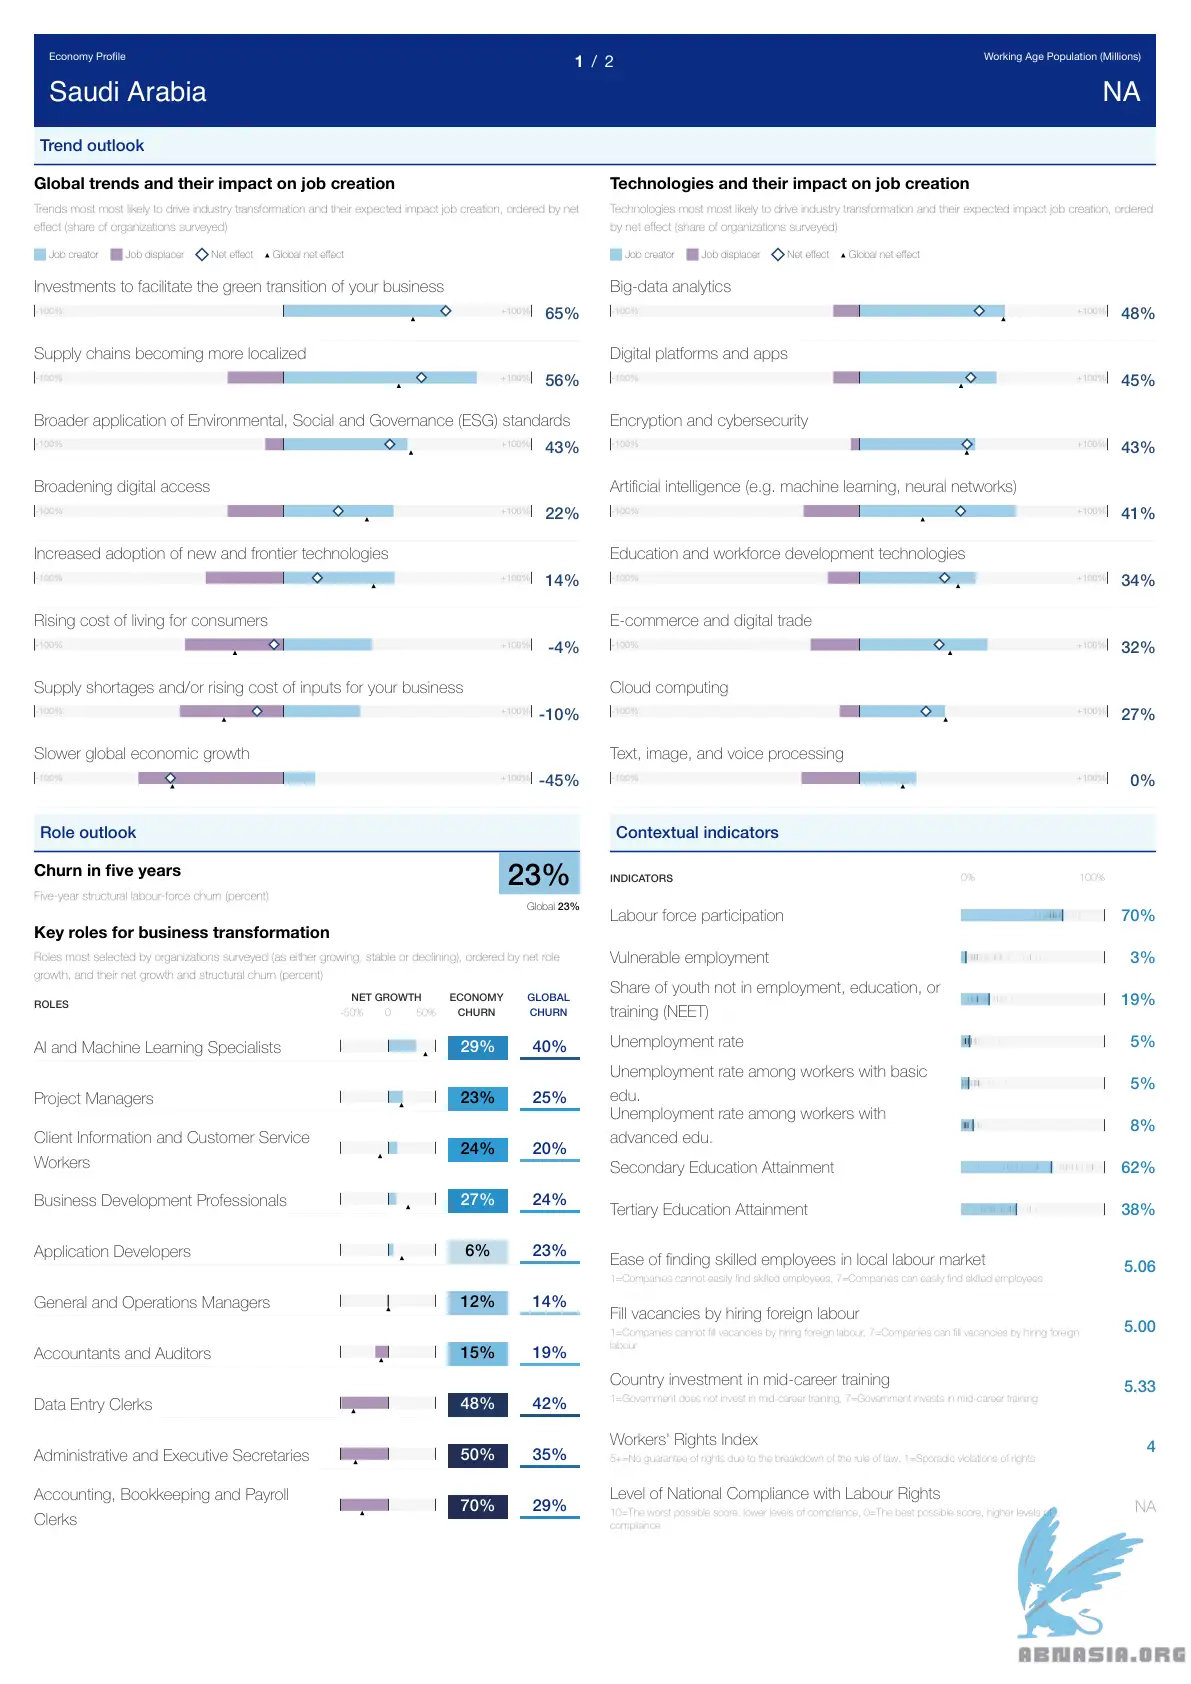 Economy Profile
1 / 2
Working Age Population (Millions)
Saudi Arabia
NA
Trend outlook
Global trends and their impact on job creation
Trends most most likely to drive industry transformation and their expected impact job creation, ordered by net
effect (share of organizations surveyed)
Job creator Job displacer Net effect Global net effect
Investments to facilitate the green transition of your business
-100% +100% 65%
Supply chains becoming more localized
-100% +100% 56%
Broader application of Environmental, Social and Governance (ESG) standards
-100% +100% 43%
Broadening digital access
-100% +100% 22%
Increased adoption of new and frontier technologies
-100% +100% 14%
Rising cost of living for consumers
-100% +100% -4%
Supply shortages and/or rising cost of inputs for your business
-100% +100% -10%
Slower global economic growth
-100% +100% -45%
Technologies and their impact on job creation
Technologies most most likely to drive industry transformation and their expected impact job creation, ordered
by net effect (share of organizations surveyed)
Job creator Job displacer Net effect Global net effect
Big-data analytics
-100% +100% 48%
Digital platforms and apps
-100% +100% 45%
Encryption and cybersecurity
-100% +100% 43%
Artificial intelligence (e.g. machine learning, neural networks)
-100% +100% 41%
Education and workforce development technologies
-100% +100% 34%
E-commerce and digital trade
-100% +100% 32%
Cloud computing
-100% +100% 27%
Text, image, and voice processing
-100% +100% 0%
Role outlook
Churn in five years
23%
Five-year structural labour-force churn (percent)
Global 23%
Key roles for business transformation
Roles most selected by organizations surveyed (as either growing, stable or declining), ordered by net role
growth, and their net growth and structural churn (percent)
ROLES
NET GROWTH ECONOMY GLOBAL
-50% 0 50% CHURN CHURN
AI and Machine Learning Specialists 29% 40%
Project Managers 23% 25%
Client Information and Customer Service
Workers
24% 20%
Business Development Professionals 27% 24%
Application Developers 6% 23%
General and Operations Managers 12% 14%
Accountants and Auditors 15% 19%
Data Entry Clerks 48% 42%
Administrative and Executive Secretaries 50% 35%
Accounting, Bookkeeping and Payroll
Clerks
70% 29%
Contextual indicators
INDICATORS 0% 100%
Labour force participation 70%
Vulnerable employment 3%
Share of youth not in employment, education, or
training (NEET)
19%
Unemployment rate 5%
Unemployment rate among workers with basic
edu.
5%
Unemployment rate among workers with
advanced edu.
8%
Secondary Education Attainment 62%
Tertiary Education Attainment 38%
Ease of finding skilled employees in local labour market
5.06
1=Companies cannot easily find skilled employees, 7=Companies can easily find skilled employees
Fill vacancies by hiring foreign labour
5.00
1=Companies cannot fill vacancies by hiring foreign labour, 7=Companies can fill vacancies by hiring foreign
labour
Country investment in mid-career training
5.33
1=Government does not invest in mid-career training, 7=Government invests in mid-career training
Workers' Rights Index
4
5+=No guarantee of rights due to the breakdown of the rule of law, 1=Sporadic violations of rights
Level of National Compliance with Labour Rights
NA
10=The worst possible score, lower levels of compliance, 0=The best possible score, higher levels of
compliance
ABNASIA.ORG